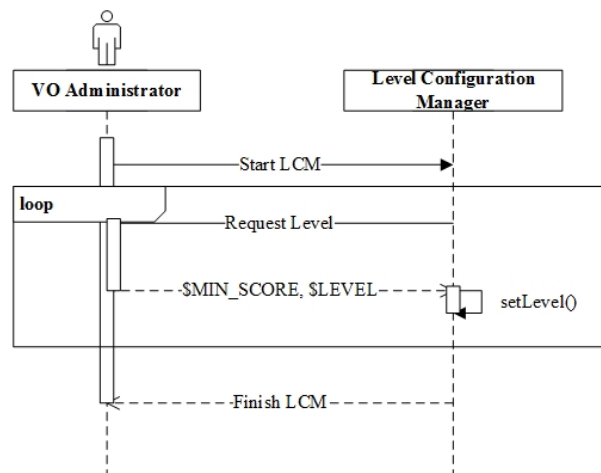 VO Administrator
Level Configuration
Manager
Start LCM
loop
Request Level
$MIN_SCORE, $LEVEL
setLevel()
Finish LCM